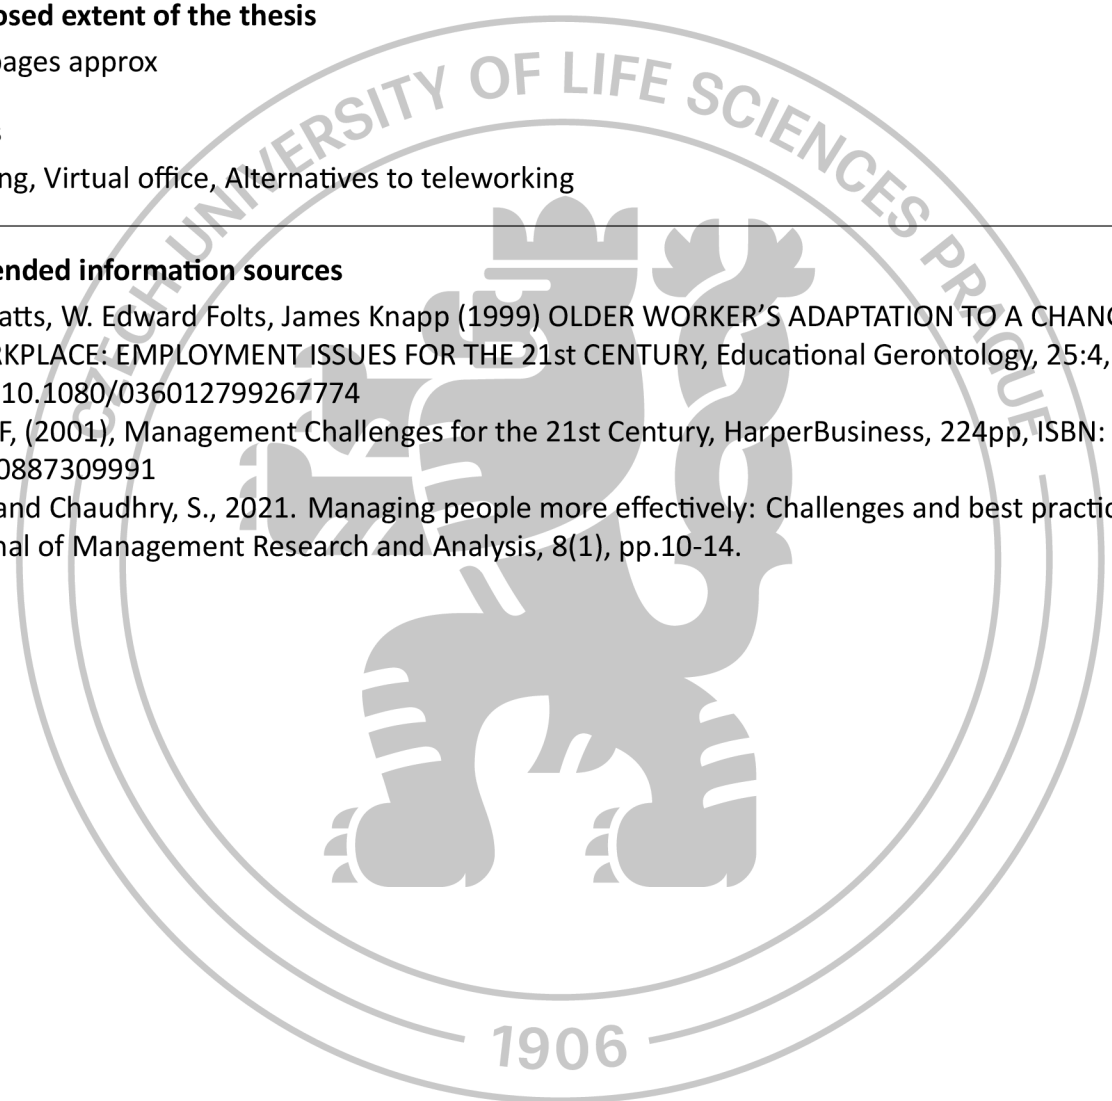 osed extent of the thesis
pages approx
s
ng, Virtual office, Alternatives to teleworking
ended information sources
atts, W. Edward Folts, James Knapp (1999) OLDER WORKER'S ADAPTATION TO A CHANG
RKPLACE: EMPLOYMENT ISSUES FOR THE 21st CENTURY, Educational Gerontology, 25:4,
10.1080/036012799267774
F, (2001), Management Challenges for the 21st Century, HarperBusiness, 224pp, ISBN:
0887309991
and Chaudhry, S., 2021. Managing people more effectively: Challenges and best practic
nal of Management Research and Analysis, 8(1), pp.10-14.
CZECH UNIVERSITY OF LIFE SCIENCES PRAGUE
1906